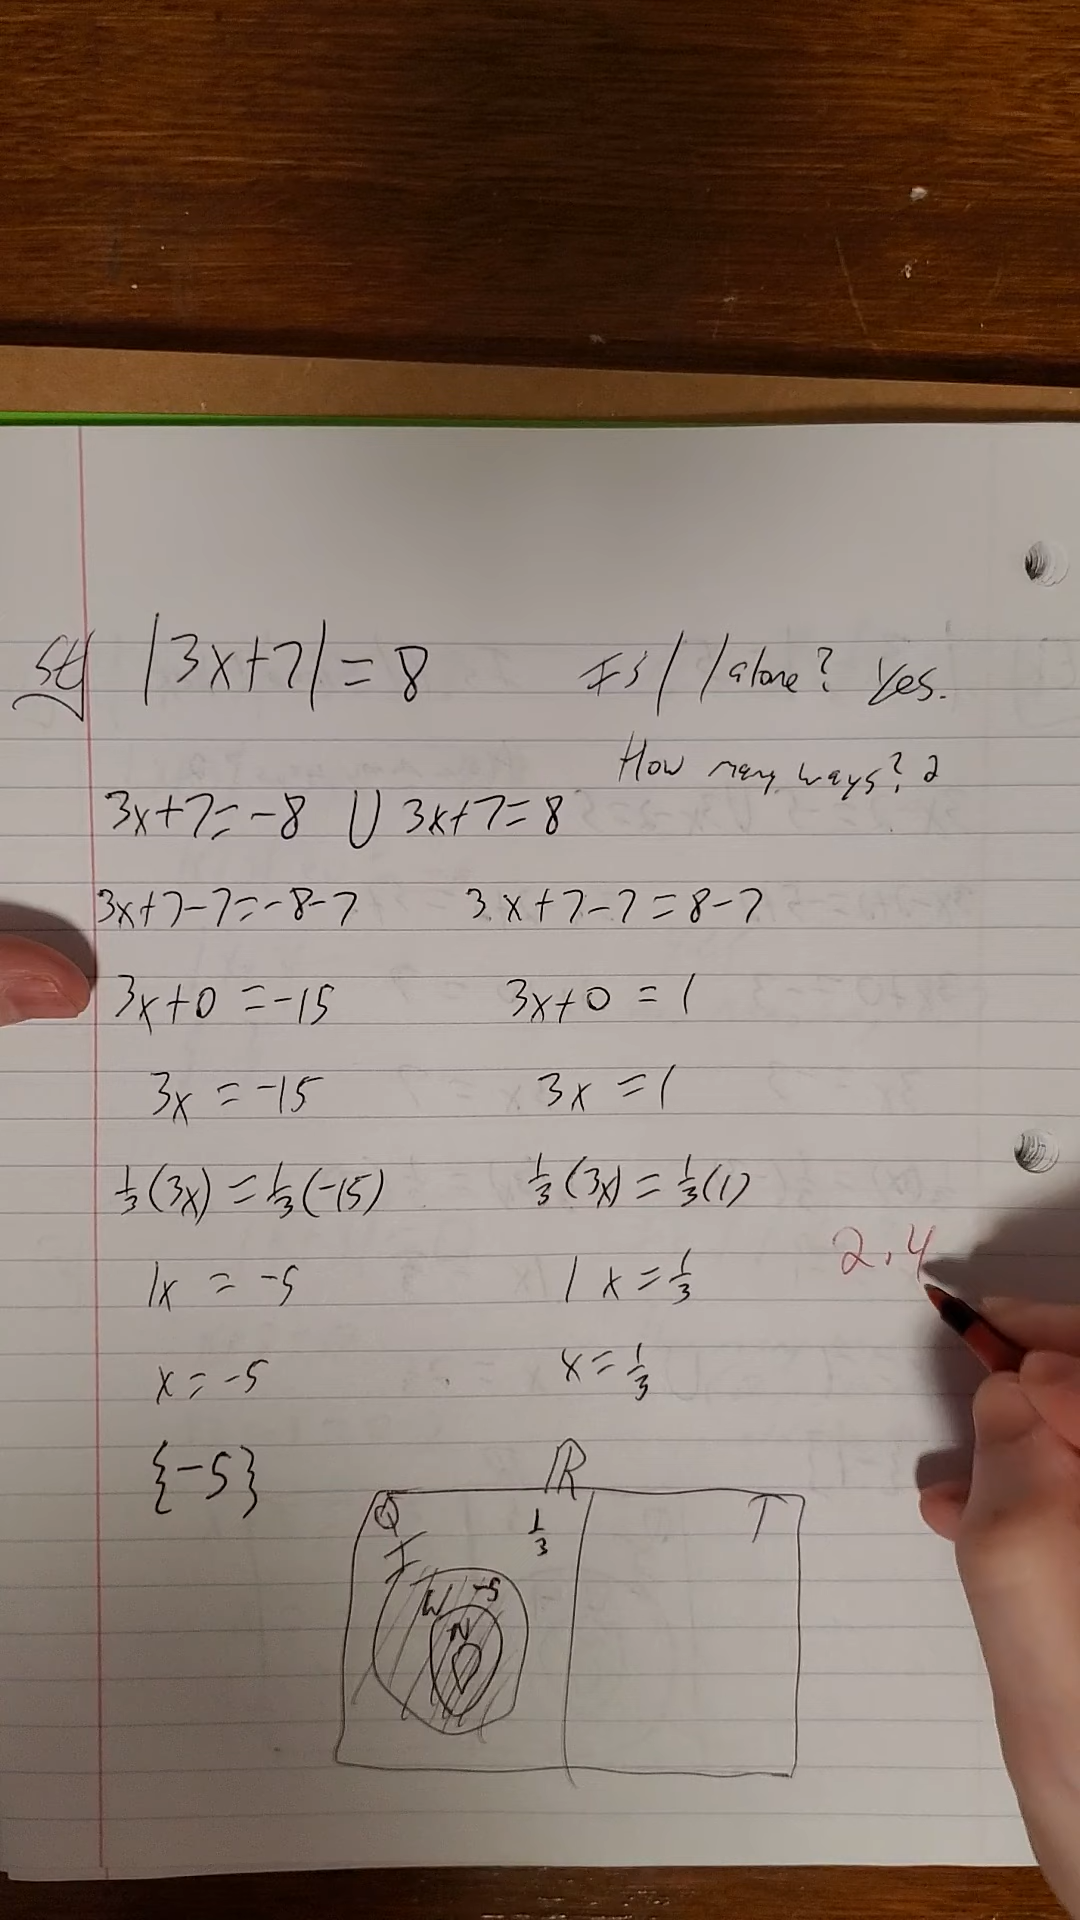 St |3x+7| = 8 Is | | alone? Yes.
How many ways? 2
3x+7=-8 ∪ 3x+7=8
3x+7-7=-8-7 3x+7-7=8-7
3x+0=-15 3x+0=1
3x=-15 3x=1
1/3(3x)=1/3(-15) 1/3(3x)=1/3(1)
2.4
1x=-5 1x=1/3
x=-5 x=1/3
{-5}
ℝ
Q 1/3 T
I
W -5
N